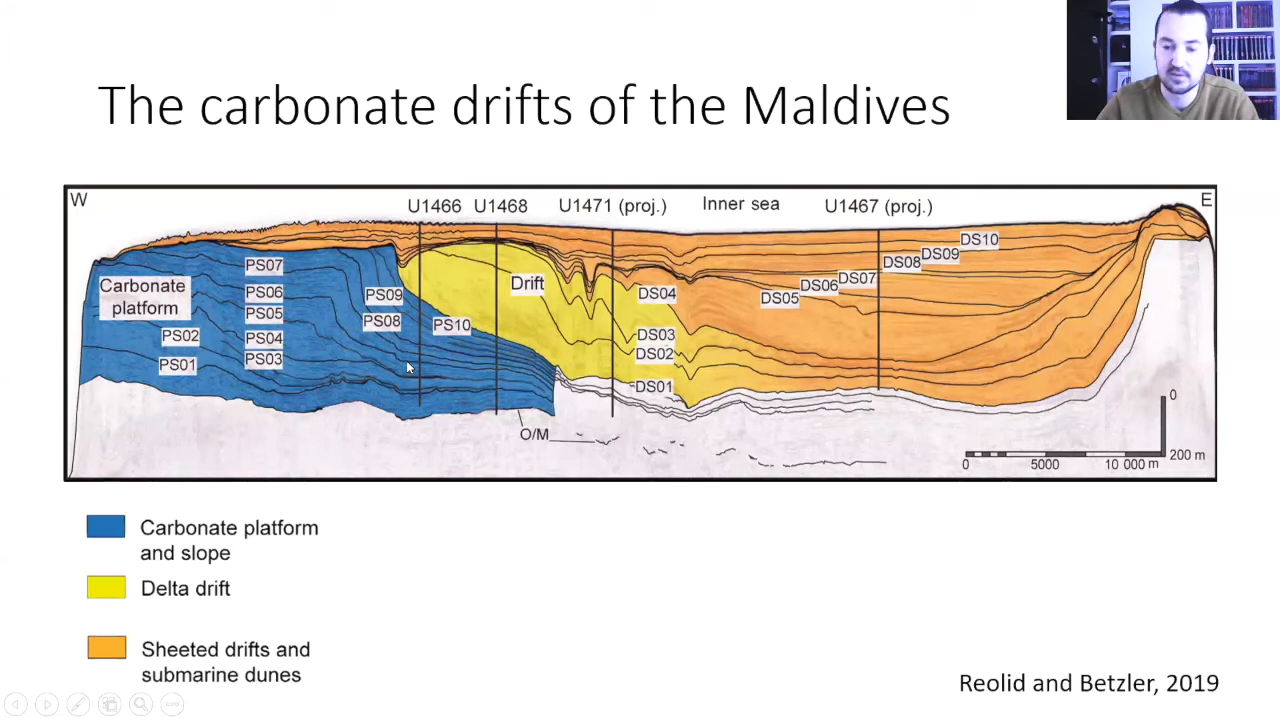 The carbonate drifts of the Maldives
W
E
U1466
U1468
U1471 (proj.)
Inner sea
U1467 (proj.)
DS10
DS09
DS08
DS07
DS06
DS05
PS07
Carbonate
platform
PS06
PS09
Drift
DS04
PS05
PS08
PS10
PS02
PS04
DS03
PS01
PS03
DS02
DS01
O/M
0
200 m
0
5000
10 000 m
Carbonate platform
and slope
Delta drift
Sheeted drifts and
submarine dunes
Reolid and Betzler, 2019